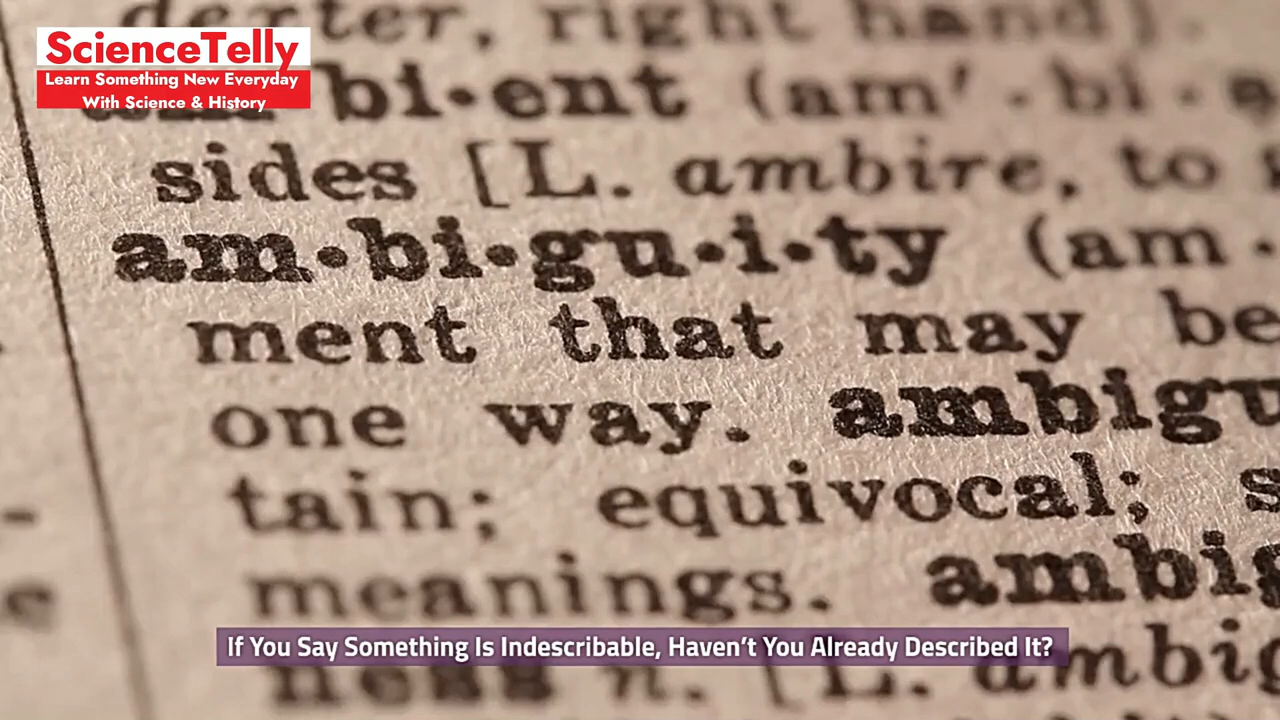 ScienceTelly
Learn Something New Everyday
With Science & History
dexter, right hand].
bi•ent (am′·bi·
sides [L. ambire, to
am•bi•gu•i•ty (am·
ment that may be
one way. ambigu
tain; equivocal; s
meanings. ambig
If You Say Something Is Indescribable, Haven't You Already Described It?
ness n. [L. ambig